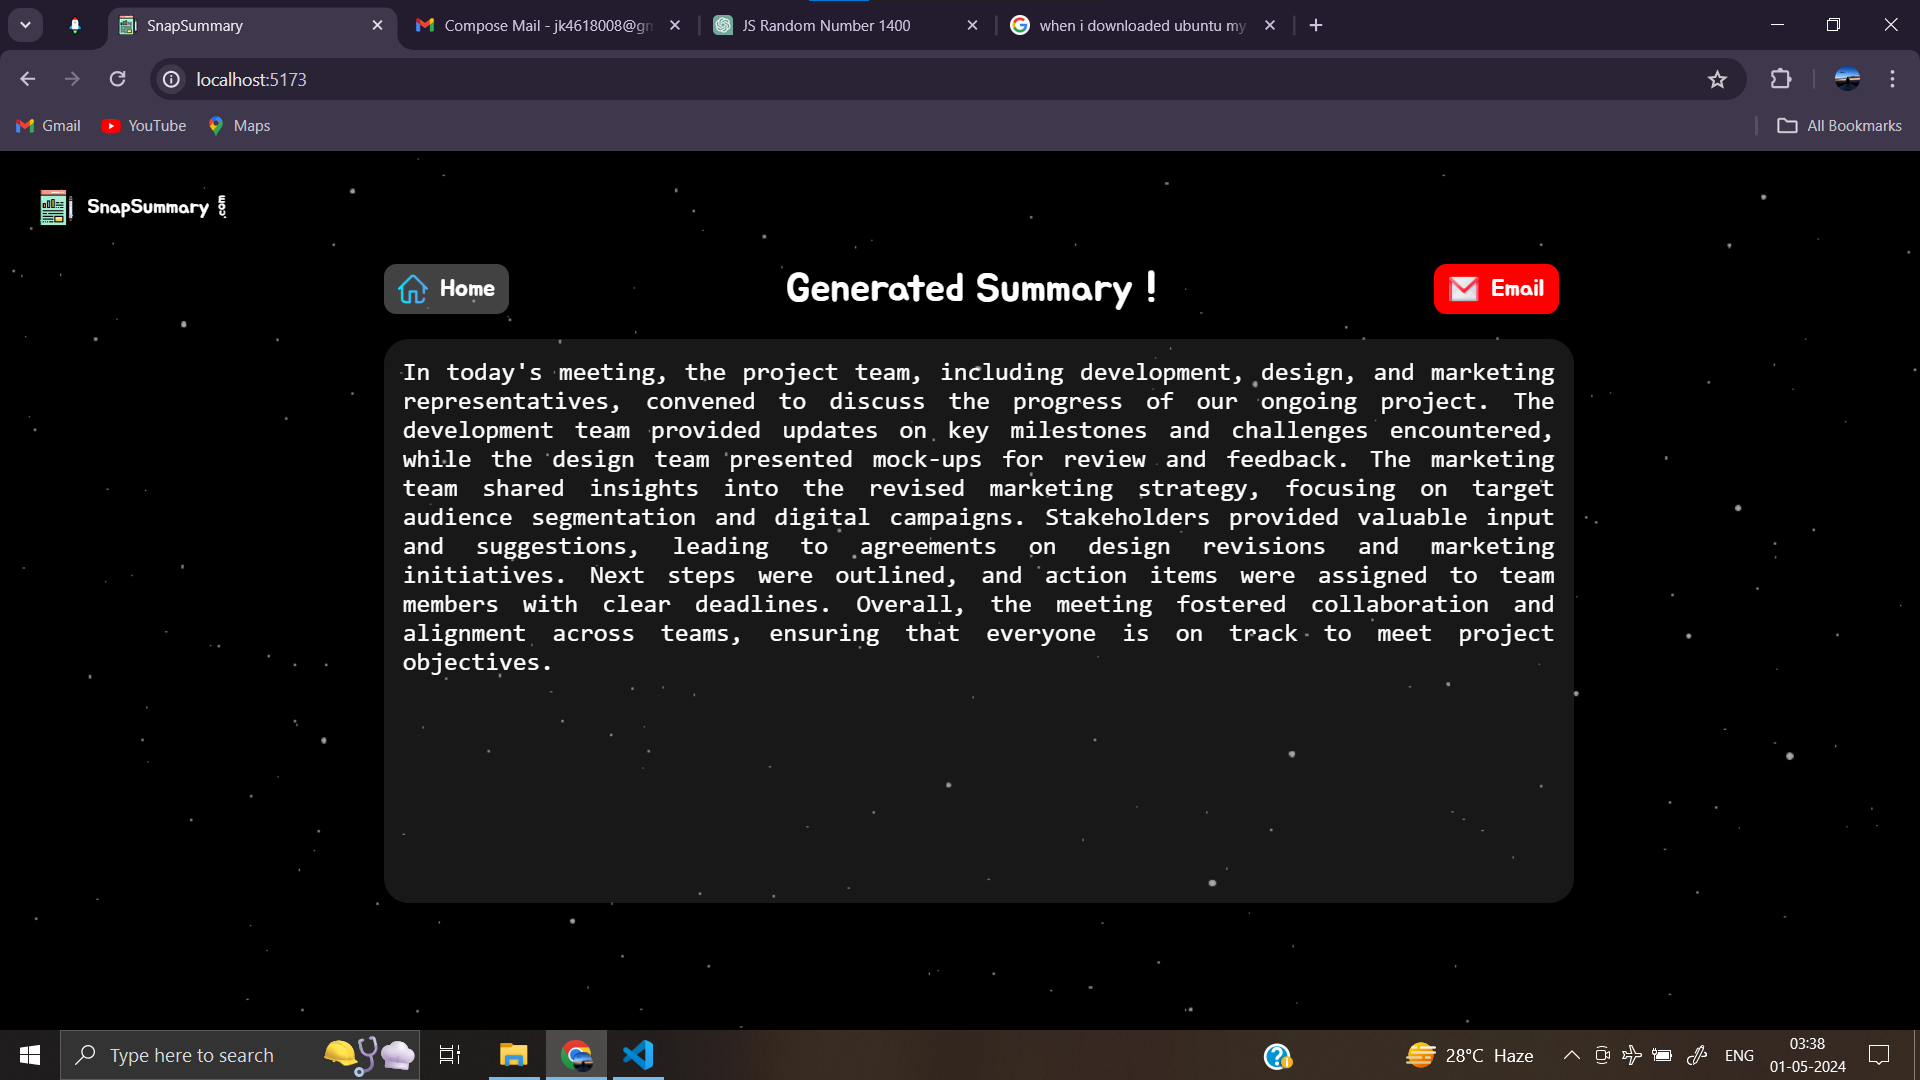 SnapSummary
Compose Mail - jk4618008@gm
JS Random Number 1400
when i downloaded ubuntu my
localhost:5173
Gmail
YouTube
Maps
All Bookmarks
SnapSummary .com
Home
Generated Summary !
Email
In today's meeting, the project team, including development, design, and marketing
representatives, convened to discuss the progress of our ongoing project. The
development team provided updates on key milestones and challenges encountered,
while the design team presented mock-ups for review and feedback. The marketing
team shared insights into the revised marketing strategy, focusing on target
audience segmentation and digital campaigns. Stakeholders provided valuable input
and suggestions, leading to agreements on design revisions and marketing
initiatives. Next steps were outlined, and action items were assigned to team
members with clear deadlines. Overall, the meeting fostered collaboration and
alignment across teams, ensuring that everyone is on track to meet project
objectives.
Type here to search
28°C Haze
ENG
03:38
01-05-2024